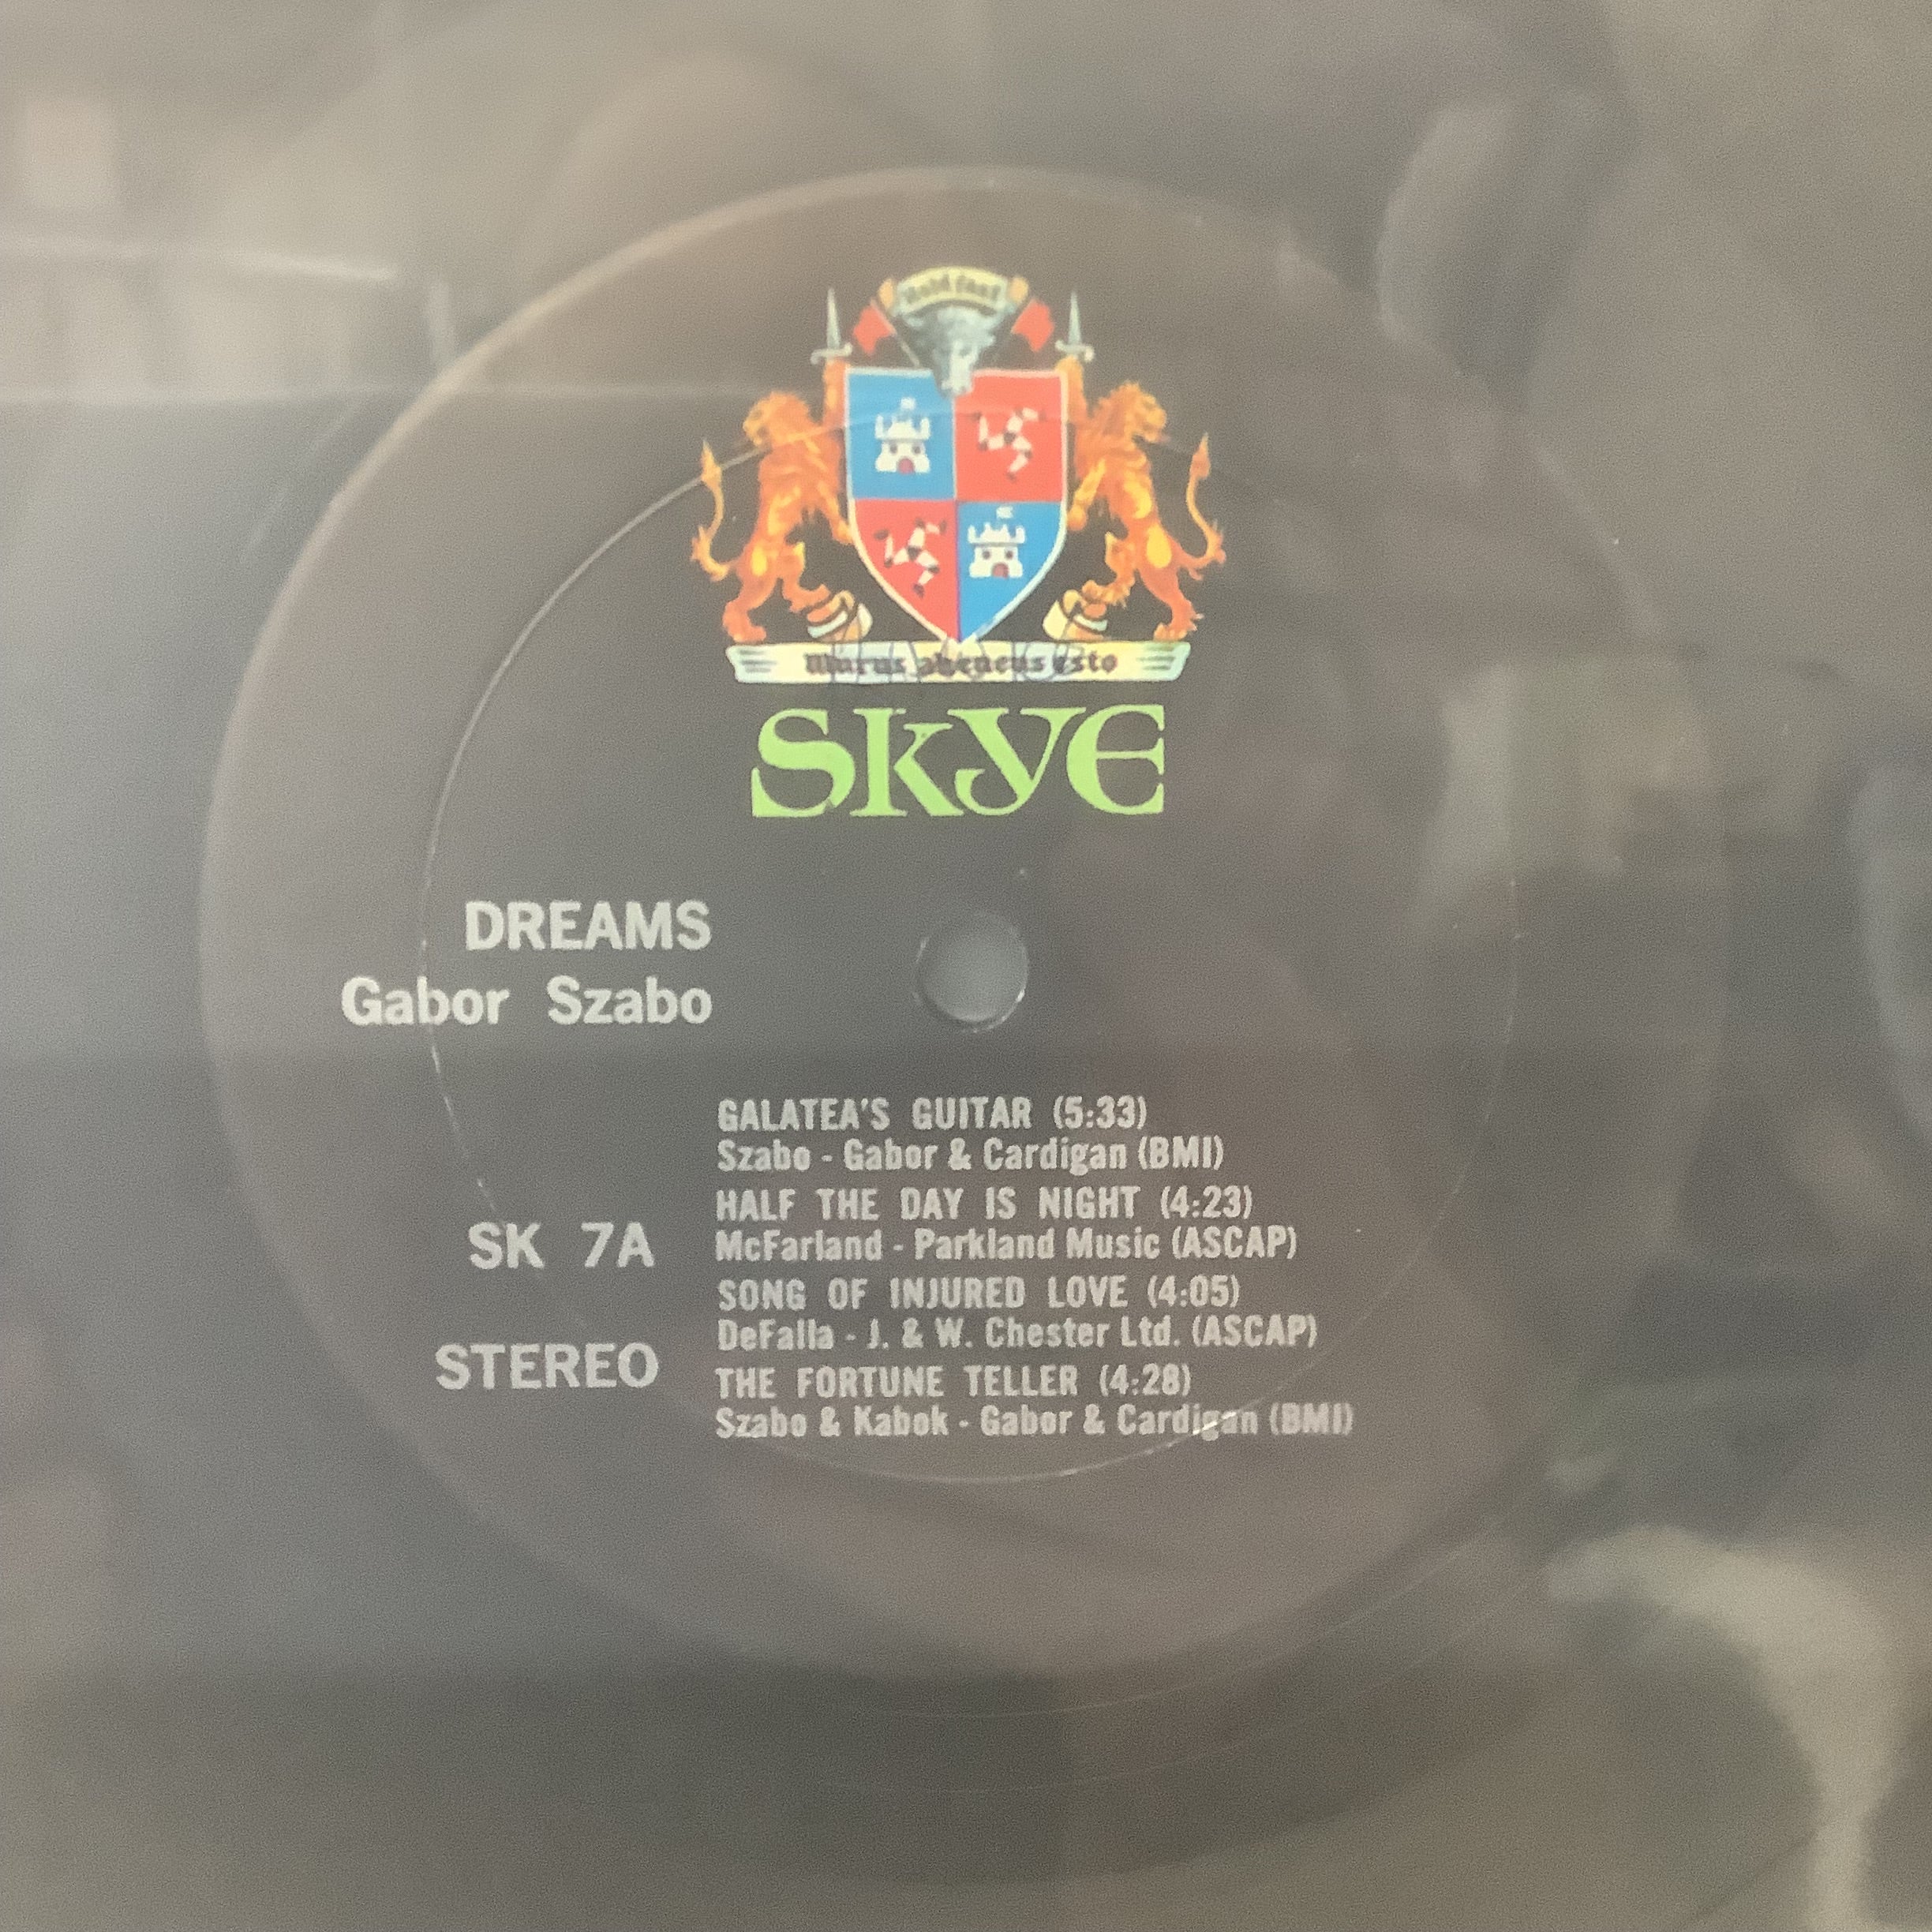 Hold fast
Murus aheneus esto
SKYE
DREAMS
Gabor Szabo
GALATEA'S GUITAR (5:33)
Szabo - Gabor & Cardigan (BMI)
HALF THE DAY IS NIGHT (4:23)
McFarland - Parkland Music (ASCAP)
SK 7A
SONG OF INJURED LOVE (4:05)
DeFalla - J. & W. Chester Ltd. (ASCAP)
STEREO
THE FORTUNE TELLER (4:28)
Szabo & Kabok - Gabor & Cardigan (BMI)